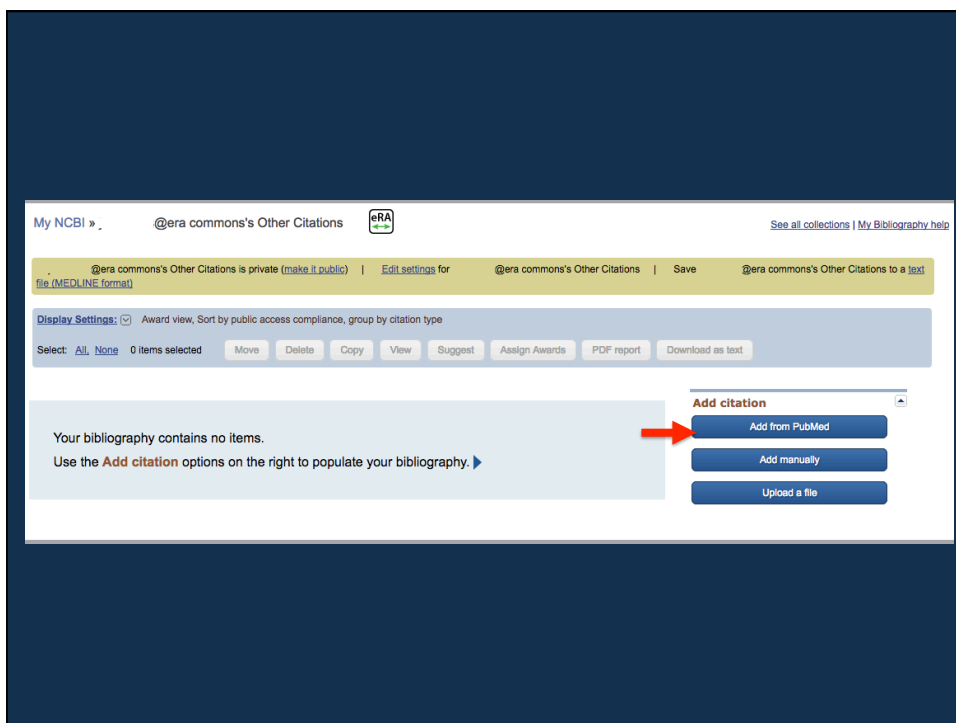 My NCBI » . @era commons's Other Citations eRA
See all collections | My Bibliography help
. @era commons's Other Citations is private (make it public) | Edit settings for @era commons's Other Citations | Save @era commons's Other Citations to a text
file (MEDLINE format)
Display Settings: Award view, Sort by public access compliance, group by citation type
Select: All, None 0 items selected Move Delete Copy View Suggest Assign Awards PDF report Download as text
Your bibliography contains no items.
Use the Add citation options on the right to populate your bibliography.
Add citation
Add from PubMed
Add manually
Upload a file